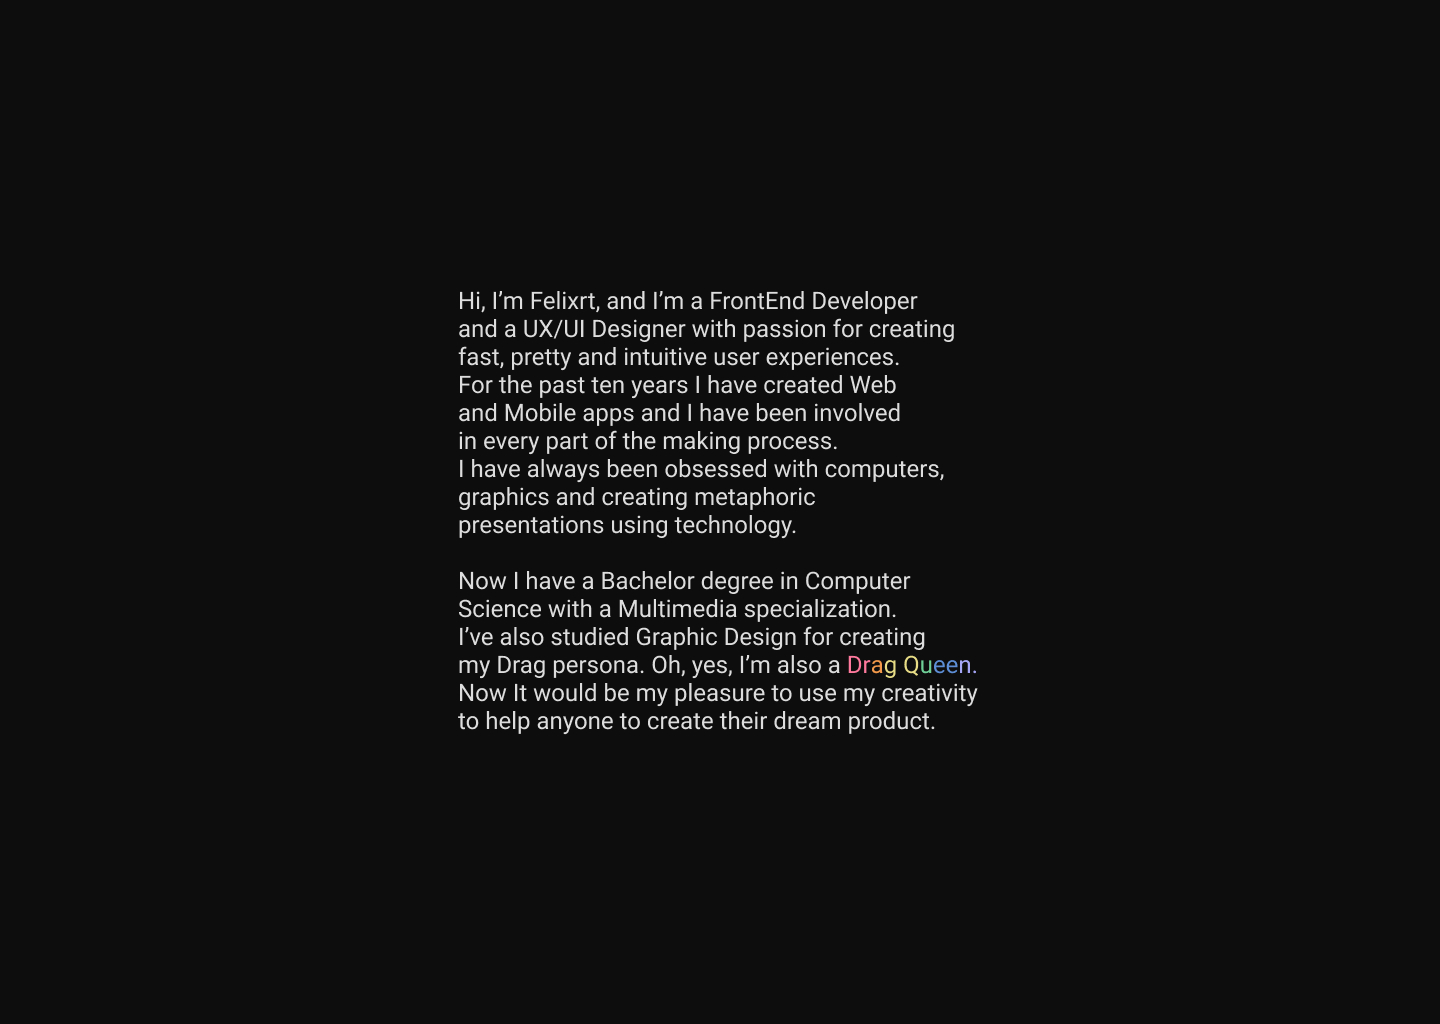 Hi, I’m Felixrt, and I’m a FrontEnd Developer
and a UX/UI Designer with passion for creating
fast, pretty and intuitive user experiences.
For the past ten years I have created Web
and Mobile apps and I have been involved
in every part of the making process.
I have always been obsessed with computers,
graphics and creating metaphoric
presentations using technology.

Now I have a Bachelor degree in Computer
Science with a Multimedia specialization.
I’ve also studied Graphic Design for creating
my Drag persona. Oh, yes, I’m also a Drag Queen.
Now It would be my pleasure to use my creativity
to help anyone to create their dream product.